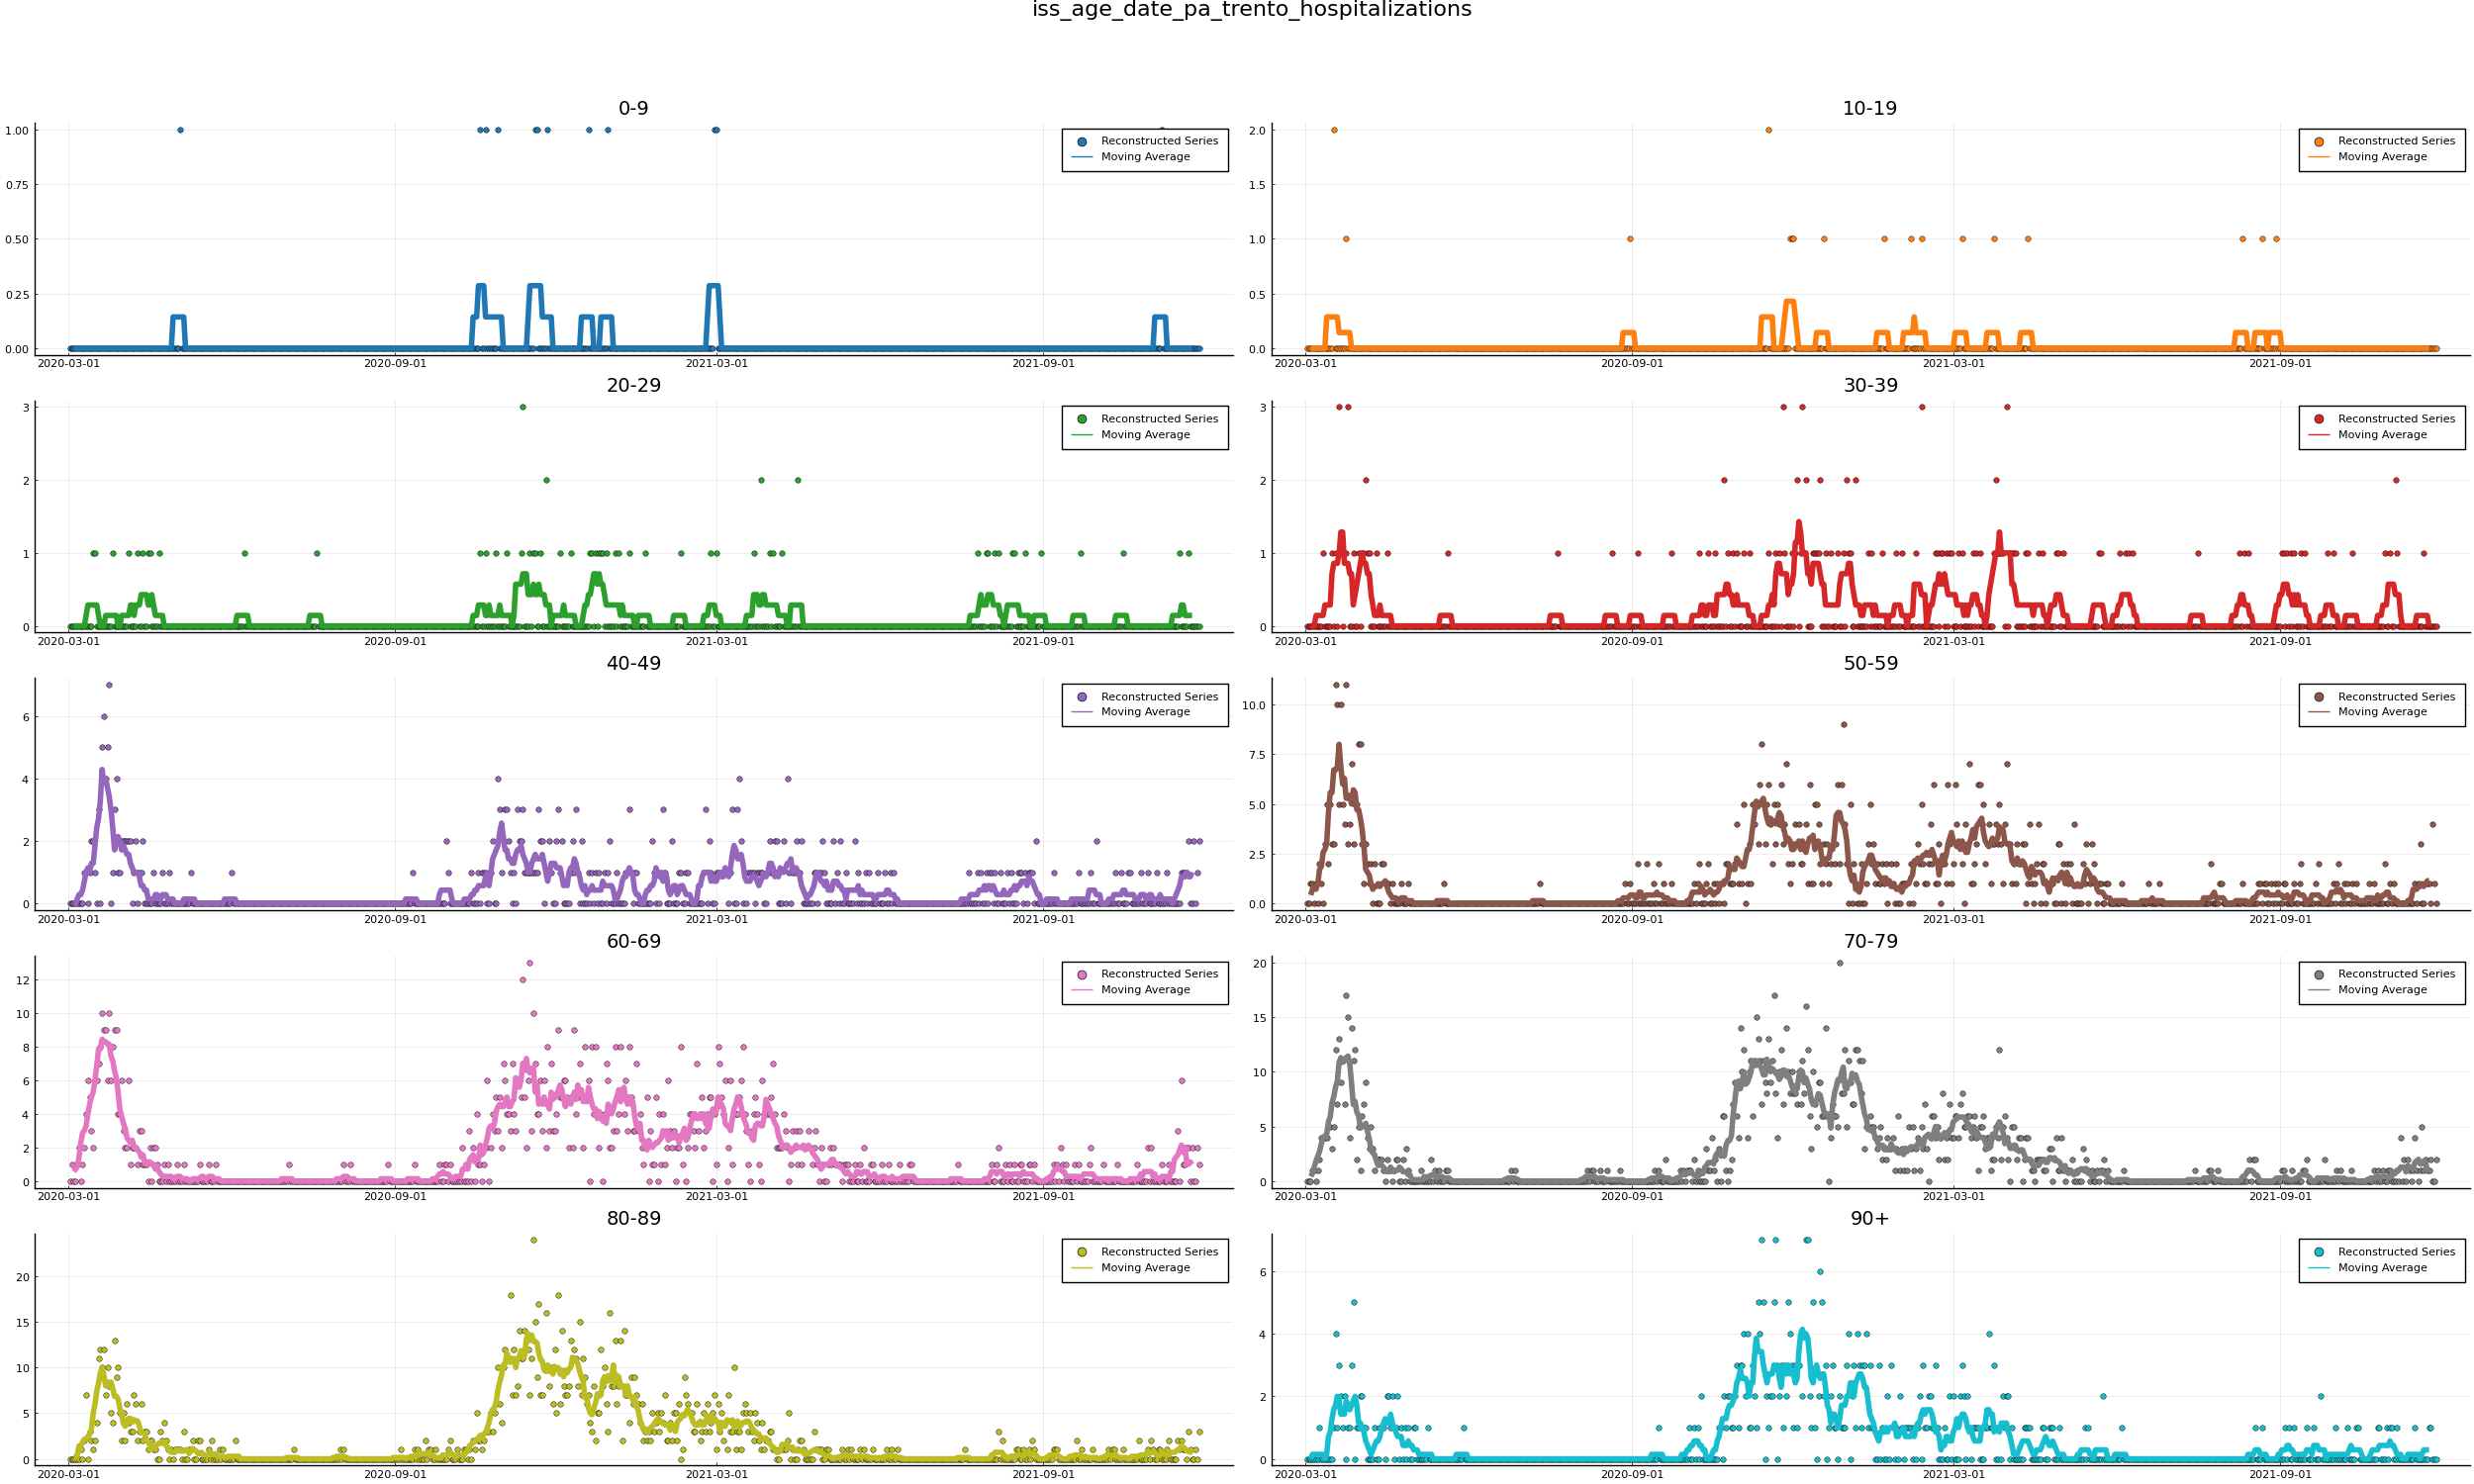 iss_age_date_pa_trento_hospitalizations
0-9
1.00
0.75
0.50
0.25
0.00
Reconstructed Series
Moving Average
2020-03-01 2020-09-01 2021-03-01 2021-09-01
10-19
2.0
1.5
1.0
0.5
0.0
Reconstructed Series
Moving Average
2020-03-01 2020-09-01 2021-03-01 2021-09-01
20-29
3
2
1
0
Reconstructed Series
Moving Average
2020-03-01 2020-09-01 2021-03-01 2021-09-01
30-39
3
2
1
0
Reconstructed Series
Moving Average
2020-03-01 2020-09-01 2021-03-01 2021-09-01
40-49
6
4
2
0
Reconstructed Series
Moving Average
2020-03-01 2020-09-01 2021-03-01 2021-09-01
50-59
10.0
7.5
5.0
2.5
0.0
Reconstructed Series
Moving Average
2020-03-01 2020-09-01 2021-03-01 2021-09-01
60-69
12
10
8
6
4
2
0
Reconstructed Series
Moving Average
2020-03-01 2020-09-01 2021-03-01 2021-09-01
70-79
20
15
10
5
0
Reconstructed Series
Moving Average
2020-03-01 2020-09-01 2021-03-01 2021-09-01
80-89
20
15
10
5
0
Reconstructed Series
Moving Average
2020-03-01 2020-09-01 2021-03-01 2021-09-01
90+
6
4
2
0
Reconstructed Series
Moving Average
2020-03-01 2020-09-01 2021-03-01 2021-09-01